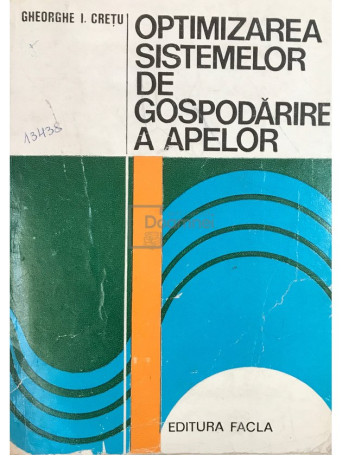 GHEORGHE I. CREȚU
OPTIMIZAREA
SISTEMELOR
DE
GOSPODĂRIRE
A APELOR
13438
EDITURA FACLA